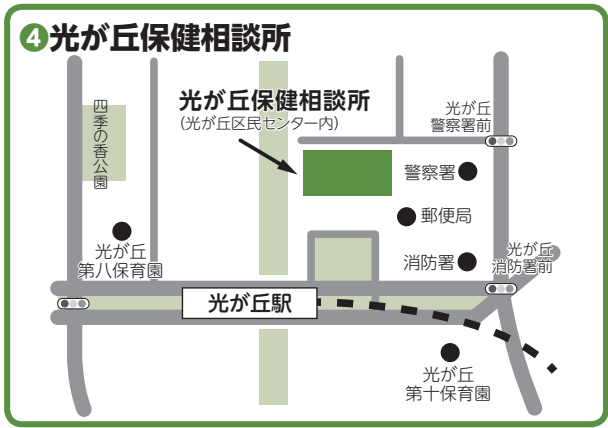 ④光が丘保健相談所
光が丘保健相談所
(光が丘区民センター内)
四季の香公園
光が丘
警察署前
警察署
郵便局
光が丘
第八保育園
消防署
光が丘
消防署前
光が丘駅
光が丘
第十保育園